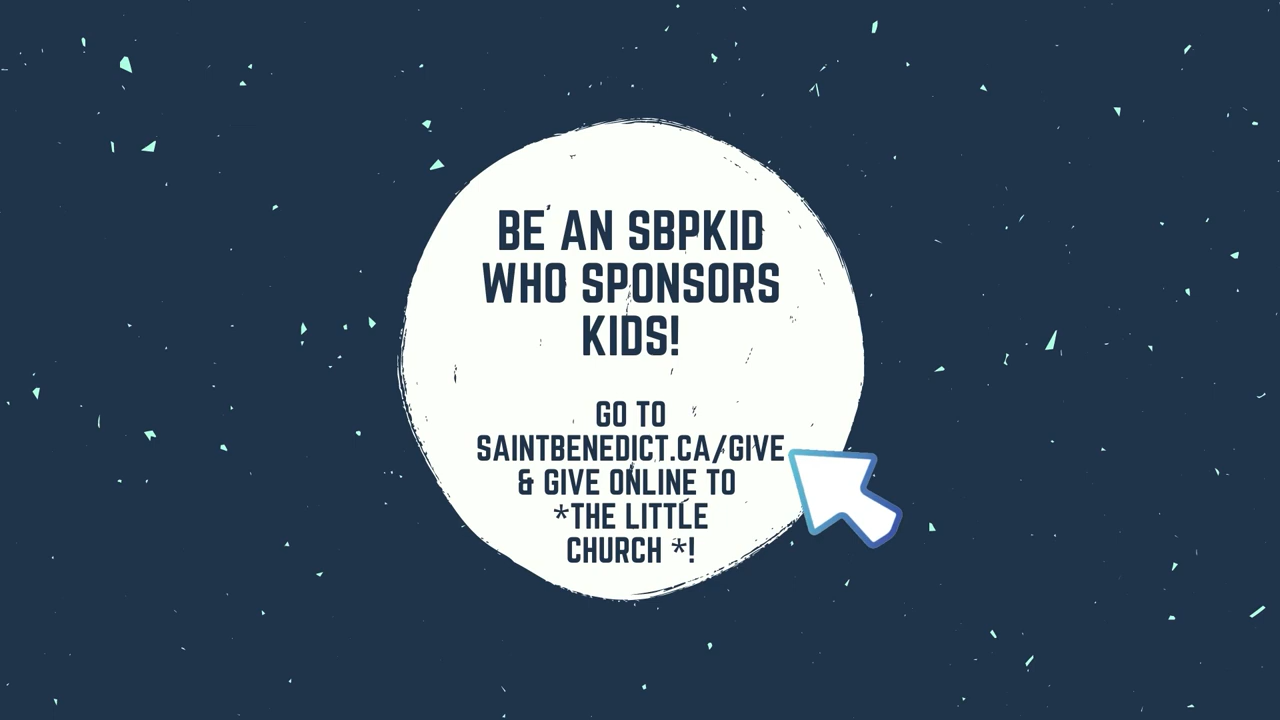 BE AN SBPKID
WHO SPONSORS
KIDS!
GO TO
SAINTBENEDICT.CA/GIVE
& GIVE ONLINE TO
*THE LITTLE
CHURCH *!